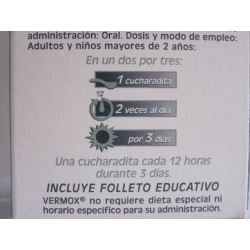 administración: Oral. Dosis y modo de empleo:
Adultos y niños mayores de 2 años:
En un dos por tres:
1 cucharadita
12
2 veces al día
por 3 días
Una cucharadita cada 12 horas
durante 3 días.
INCLUYE FOLLETO EDUCATIVO
VERMOX® no requiere dieta especial ni
horario específico para su administración.